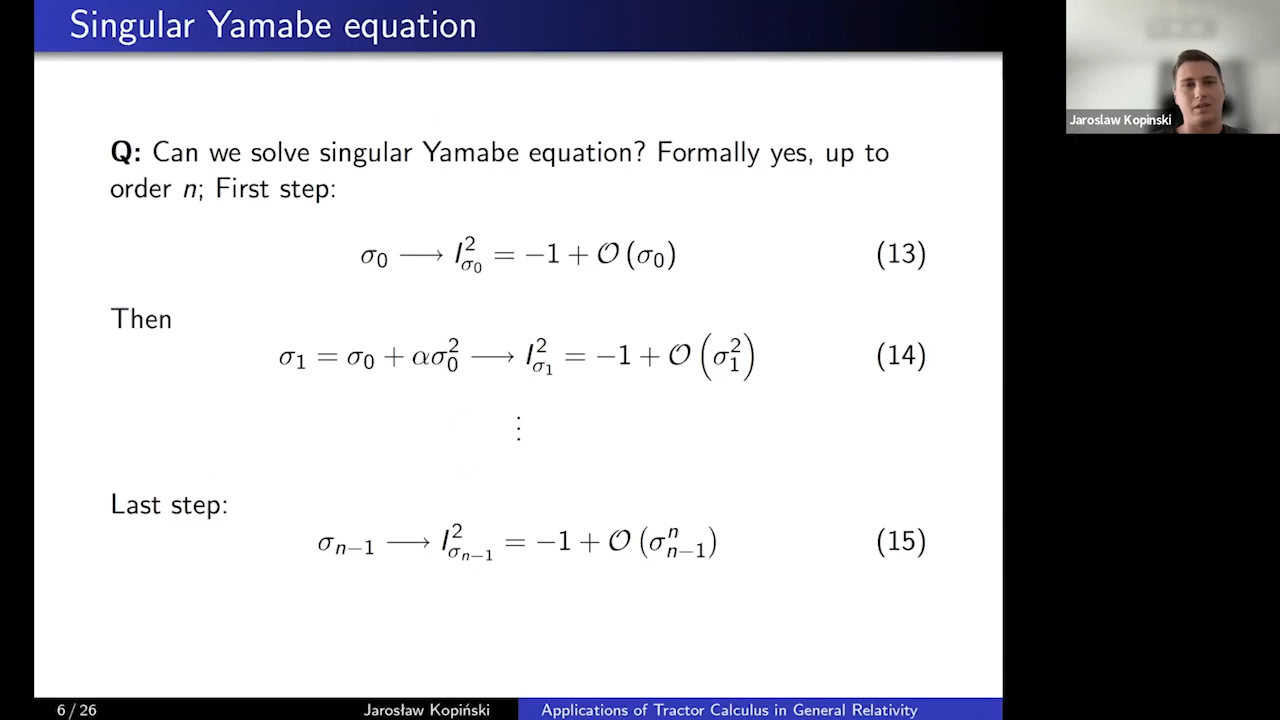 Singular Yamabe equation
Jaroslaw Kopinski
Q: Can we solve singular Yamabe equation? Formally yes, up to
order n; First step:
σ₀ ⟶ I²_{σ₀} = −1 + 𝒪 (σ₀) (13)
Then
σ₁ = σ₀ + ασ₀² ⟶ I²_{σ₁} = −1 + 𝒪 (σ₁²) (14)
⋮
Last step:
σ_{n−1} ⟶ I²_{σ_{n−1}} = −1 + 𝒪 (σⁿ_{n−1}) (15)
6 / 26 Jarosław Kopiński Applications of Tractor Calculus in General Relativity